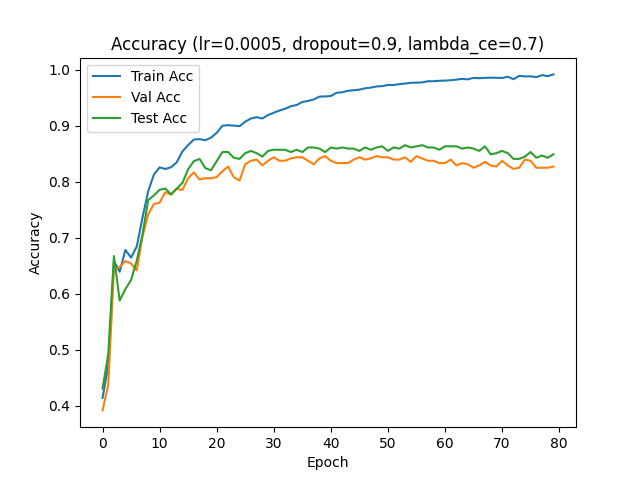 Accuracy (lr=0.0005, dropout=0.9, lambda_ce=0.7)
Train Acc
Val Acc
Test Acc
1.0
0.9
0.8
0.7
0.6
0.5
0.4
Accuracy
0 10 20 30 40 50 60 70 80
Epoch